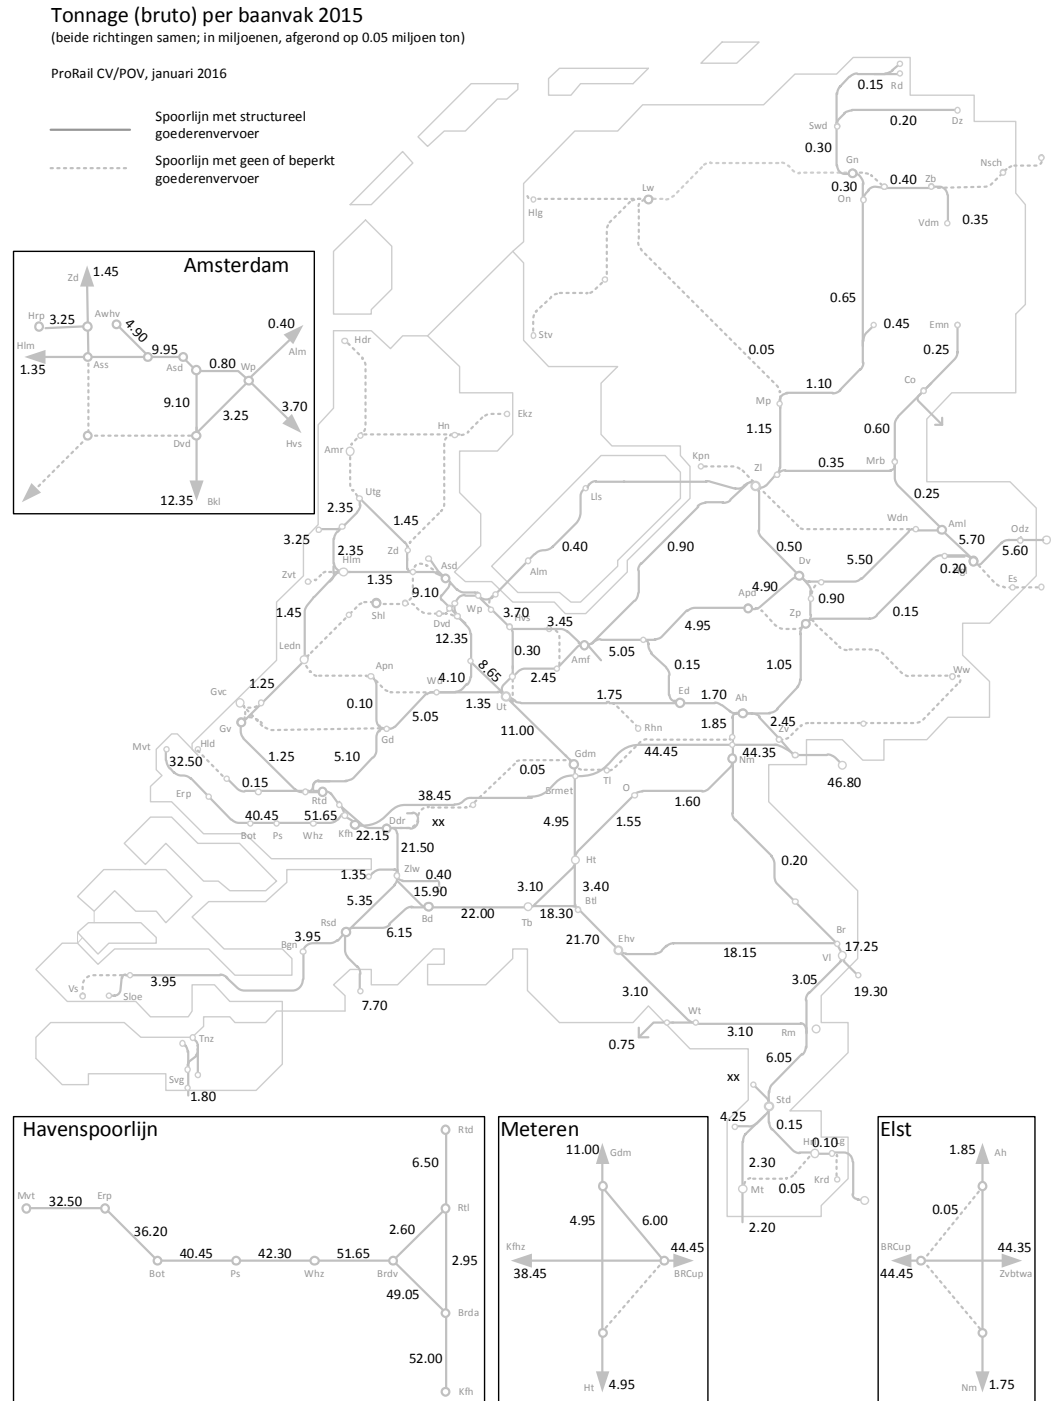 Tonnage (bruto) per baanvak 2015
(beide richtingen samen; in miljoenen, afgerond op 0.05 miljoen ton)
ProRail CV/POV, januari 2016
Spoorlijn met structureel
goederenvervoer
Spoorlijn met geen of beperkt
goederenvervoer
0.15
Rd
0.20
Dz
Swd
0.30
Gn
Nsch
0.30
0.40
Zb
On
Lw
Hlg
Vdm
0.35
0.65
0.45
Emn
0.25
Stv
0.05
Co
1.10
Mp
1.15
0.60
0.35
Mrb
Kpn
Zl
0.25
Amsterdam
Zd
1.45
Hrp
3.25
Awhv
4.90
0.40
Hlm
9.95
Alm
1.35
Ass
Asd
0.80
Wp
9.10
3.25
3.70
Dvd
Hvs
12.35
Bkl
Hdr
Ekz
Hn
Amr
Utg
Lls
2.35
1.45
3.25
2.35
Zd
Hlm
Zvt
1.35
Asd
0.40
0.90
Alm
9.10
Wp
3.70
Hvs
Shl
Dvd
12.35
3.45
1.45
Ledn
0.30
Amf
5.05
8.65
2.45
Wdn
Aml
0.50
5.50
5.70
Odz
5.60
Dv
0.20
4.90
Apd
0.90
Es
4.95
Zp
0.15
0.15
1.05
Ww
Apn
Wd
4.10
1.35
Ut
1.75
Ed
1.70
Ah
1.25
Gvc
0.10
5.05
Gv
Gd
11.00
Rhn
1.85
2.45
Zv
Mvt
Hld
32.50
1.25
5.10
44.45
44.35
Gdm
Nm
0.05
Tl
46.80
Erp
0.15
Rtd
38.45
Brmet
O
1.60
40.45
51.65
Bot
Ps
Whz
Kfh
22.15
Ddr
xx
21.50
4.95
1.55
Ht
0.20
1.35
Zlw
0.40
15.90
3.10
3.40
5.35
Btl
Rsd
Bd
22.00
Tb
18.30
6.15
21.70
Ehv
Br
3.95
Bgn
18.15
17.25
Vl
3.95
Vs
Sloe
7.70
3.10
3.05
19.30
Wt
3.10
Rm
0.75
Tnz
6.05
Svg
1.80
xx
Std
4.25
0.15
0.10
2.30
Krd
Mt
0.05
2.20
Havenspoorlijn
Rtd
6.50
Mvt
32.50
Erp
Rtl
36.20
2.60
40.45
42.30
51.65
2.95
Bot
Ps
Whz
Brdv
49.05
Brda
52.00
Kfh
Meteren
11.00
Gdm
4.95
6.00
Kfhz
44.45
38.45
BRCup
Ht
4.95
Elst
1.85
Ah
0.05
BRCup
44.35
44.45
Zvbtwa
Nm
1.75